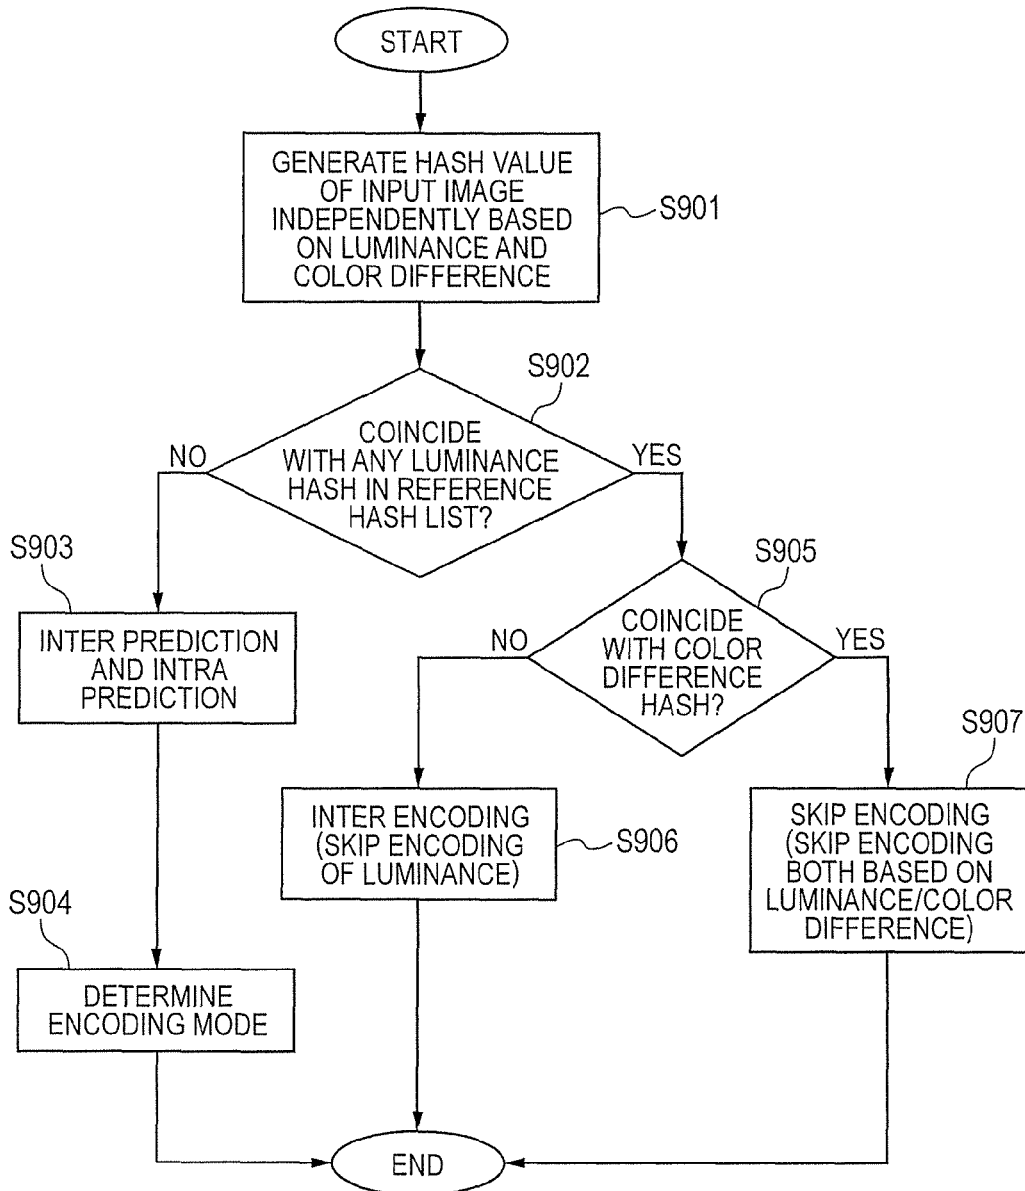 START
GENERATE HASH VALUE
OF INPUT IMAGE
INDEPENDENTLY BASED
ON LUMINANCE AND
COLOR DIFFERENCE
S901
S902
COINCIDE
WITH ANY LUMINANCE
HASH IN REFERENCE
HASH LIST?
NO
YES
S903
INTER PREDICTION
AND INTRA
PREDICTION
S905
COINCIDE
WITH COLOR
DIFFERENCE
HASH?
NO
YES
S904
DETERMINE
ENCODING MODE
INTER ENCODING
(SKIP ENCODING
OF LUMINANCE)
S906
S907
SKIP ENCODING
(SKIP ENCODING
BOTH BASED ON
LUMINANCE/COLOR
DIFFERENCE)
END